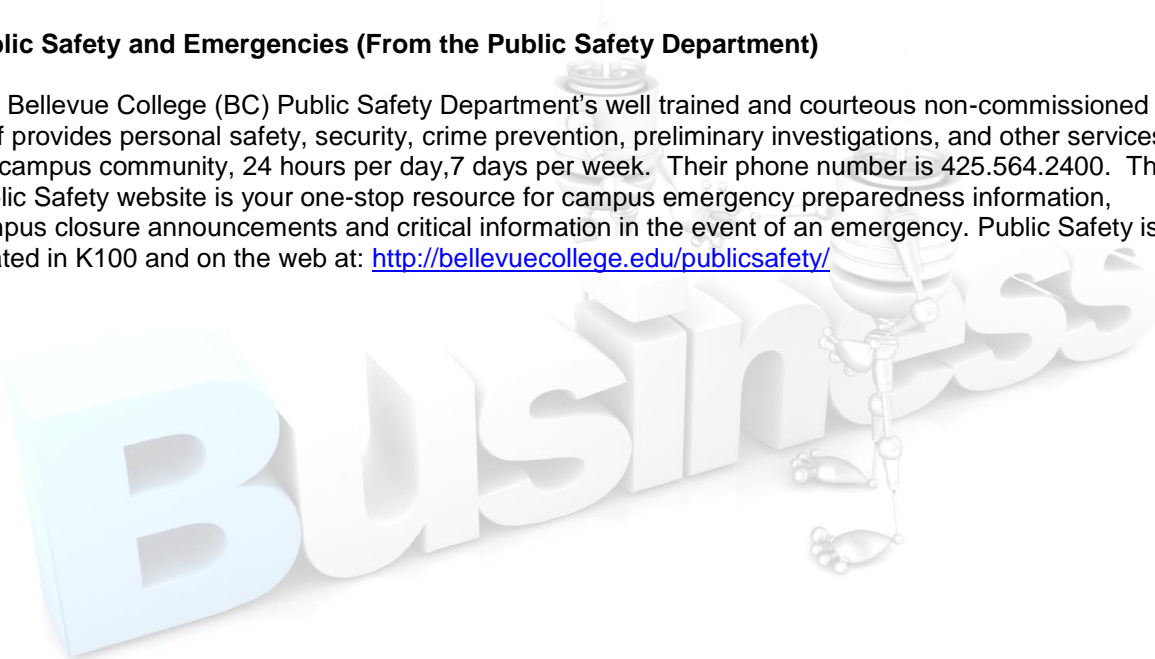 blic Safety and Emergencies (From the Public Safety Department)
Bellevue College (BC) Public Safety Department’s well trained and courteous non-commissioned
f provides personal safety, security, crime prevention, preliminary investigations, and other services
campus community, 24 hours per day,7 days per week.  Their phone number is 425.564.2400.  Th
blic Safety website is your one-stop resource for campus emergency preparedness information,
pus closure announcements and critical information in the event of an emergency. Public Safety is
ated in K100 and on the web at: http://bellevuecollege.edu/publicsafety/
Business